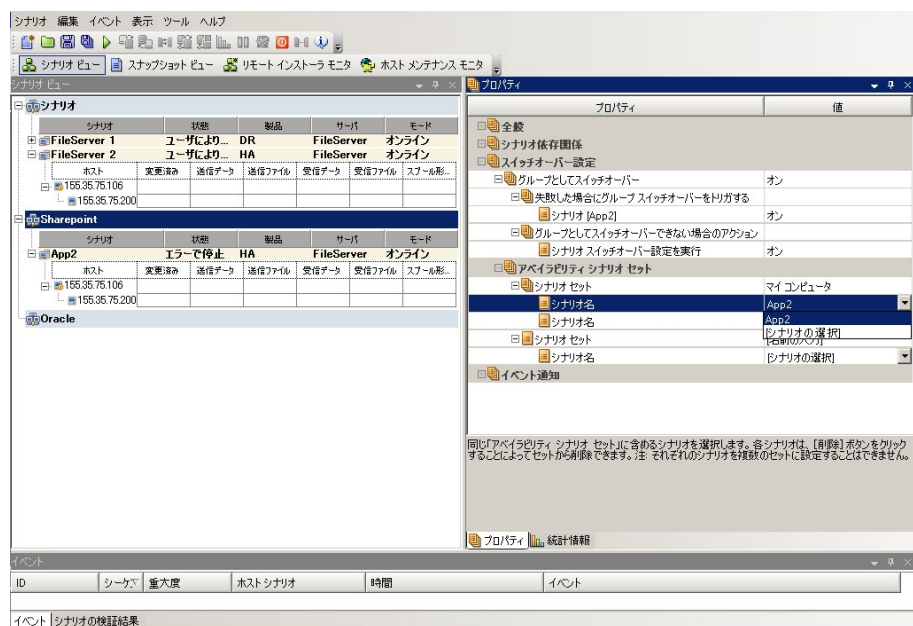 シナリオ 編集 イベント 表示 ツール ヘルプ
シナリオ ビュー スナップショット ビュー リモート インストーラ モニタ ホスト メンテナンス モニタ
シナリオ ビュー
シナリオ
シナリオ 状態 製品 サーバ モード
FileServer 1 ユーザにより... DR FileServer オンライン
FileServer 2 ユーザにより... HA FileServer オンライン
ホスト 変更済み 送信データ 送信ファイル 受信データ 受信ファイル スプール形...
155.35.75.106
155.35.75.200
Sharepoint
シナリオ 状態 製品 サーバ モード
App2 エラーで停止 HA FileServer オンライン
ホスト 変更済み 送信データ 送信ファイル 受信データ 受信ファイル スプール形...
155.35.75.106
155.35.75.200
Oracle
プロパティ
プロパティ 値
全般
シナリオ依存関係
スイッチオーバー設定
グループとしてスイッチオーバー オン
失敗した場合にグループ スイッチオーバーをトリガする
シナリオ [App2] オン
グループとしてスイッチオーバーできない場合のアクション
シナリオ スイッチオーバー設定を実行 オン
アベイラビリティ シナリオ セット
シナリオ セット マイ コンピュータ
シナリオ名 App2
シナリオ名 App2
[シナリオの選択]
シナリオ セット [名前の入力]
シナリオ名 [シナリオの選択]
イベント通知
同じ「アベイラビリティ シナリオ セット」に含めるシナリオを選択します。各シナリオは、[削除] ボタンをクリック
することによってセットから削除できます。注: それぞれのシナリオを複数のセットに設定することはできません。
プロパティ 統計情報
イベント
ID シーケ 重大度 ホスト シナリオ 時間 イベント
イベント シナリオの検証結果